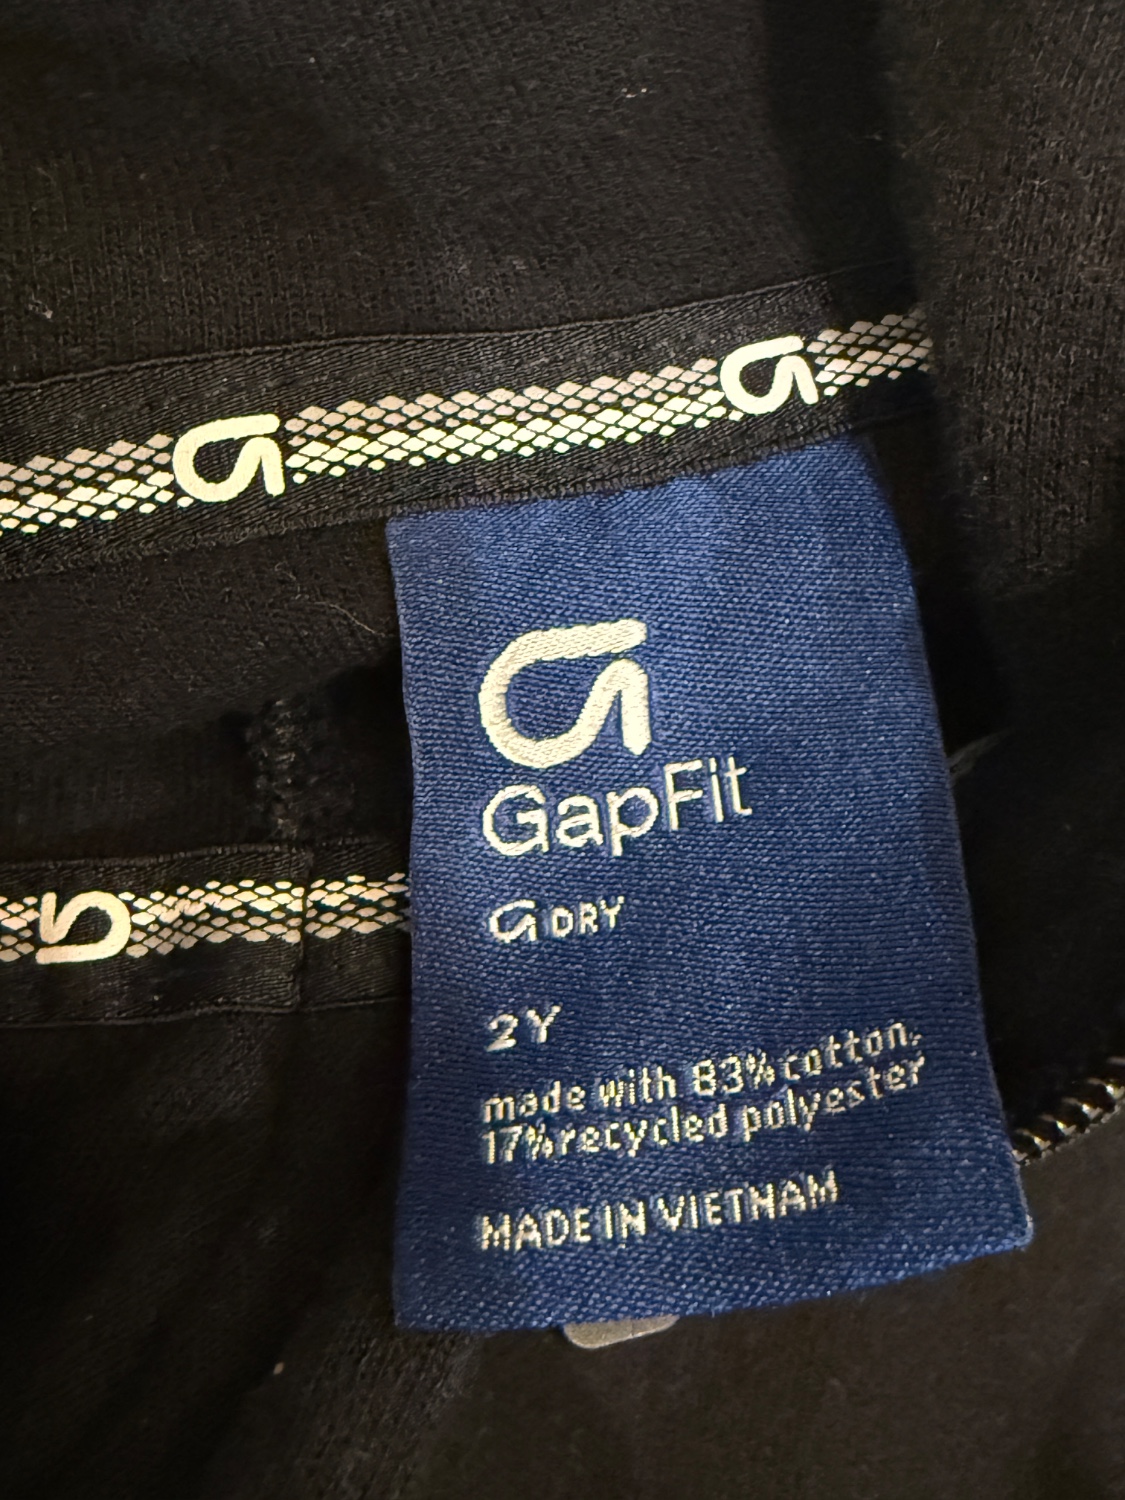 GapFit
G DRY
2Y
made with 83% cotton,
17% recycled polyester
MADE IN VIETNAM